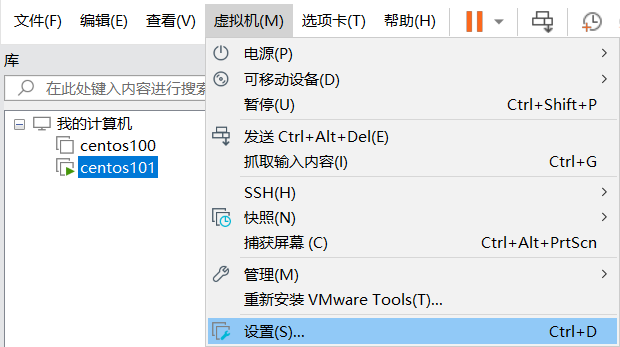 文件(F) 编辑(E) 查看(V) 虚拟机(M) 选项卡(T) 帮助(H)
库
在此处键入内容进行搜索
我的计算机
centos100
centos101
电源(P)
可移动设备(D)
暂停(U) Ctrl+Shift+P
发送 Ctrl+Alt+Del(E)
抓取输入内容(I) Ctrl+G
SSH(H)
快照(N)
捕获屏幕 (C) Ctrl+Alt+PrtScn
管理(M)
重新安装 VMware Tools(T)...
设置(S)... Ctrl+D